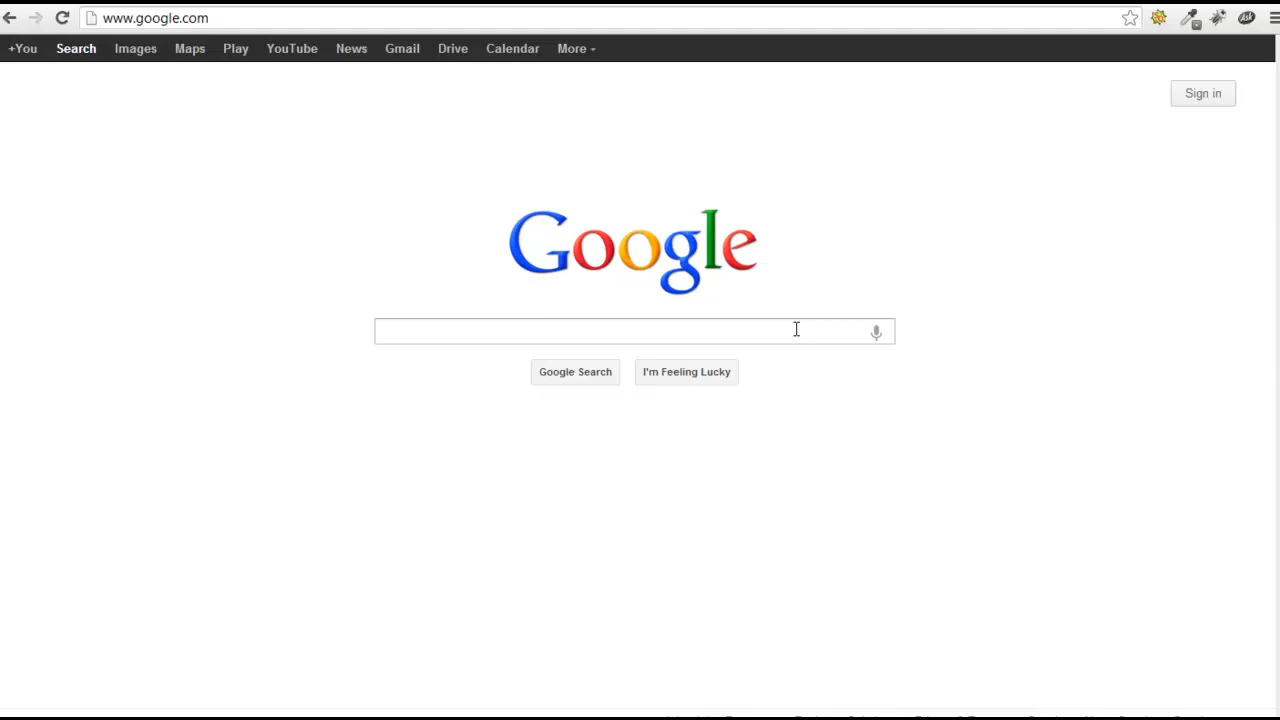 www.google.com
Ask
+You Search Images Maps Play YouTube News Gmail Drive Calendar More
Sign in
Google
Google Search I'm Feeling Lucky